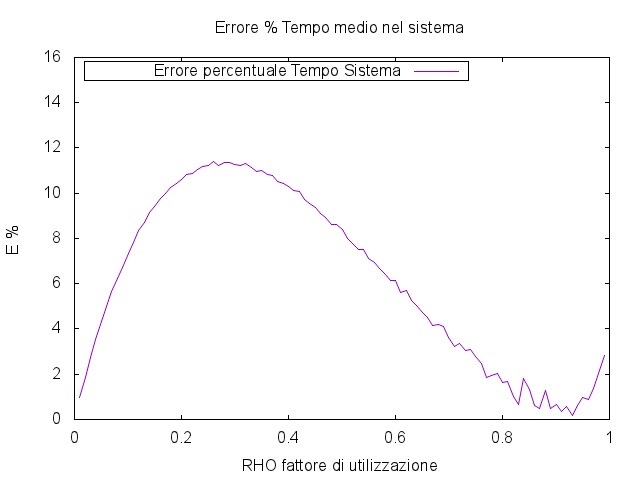 Errore % Tempo medio nel sistema
Errore percentuale Tempo Sistema
16
14
12
10
8
6
4
2
0
E %
0 0.2 0.4 0.6 0.8 1
RHO fattore di utilizzazione